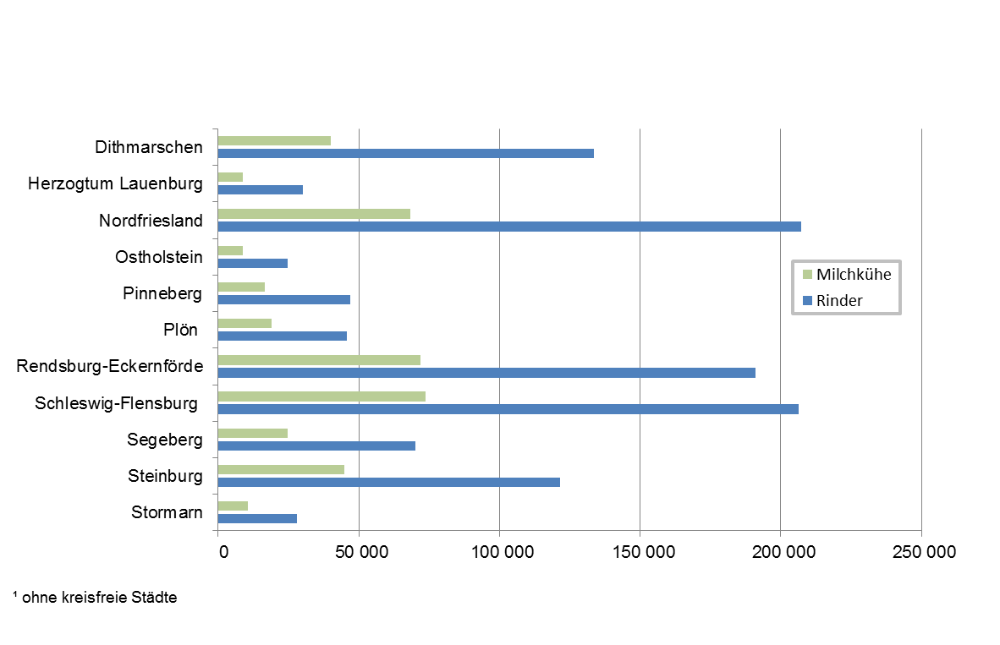 Dithmarschen
Herzogtum Lauenburg
Nordfriesland
Ostholstein
Pinneberg
Plön
Rendsburg-Eckernförde
Schleswig-Flensburg
Segeberg
Steinburg
Stormarn
Milchkühe
Rinder
0 50 000 100 000 150 000 200 000 250 000
¹ ohne kreisfreie Städte